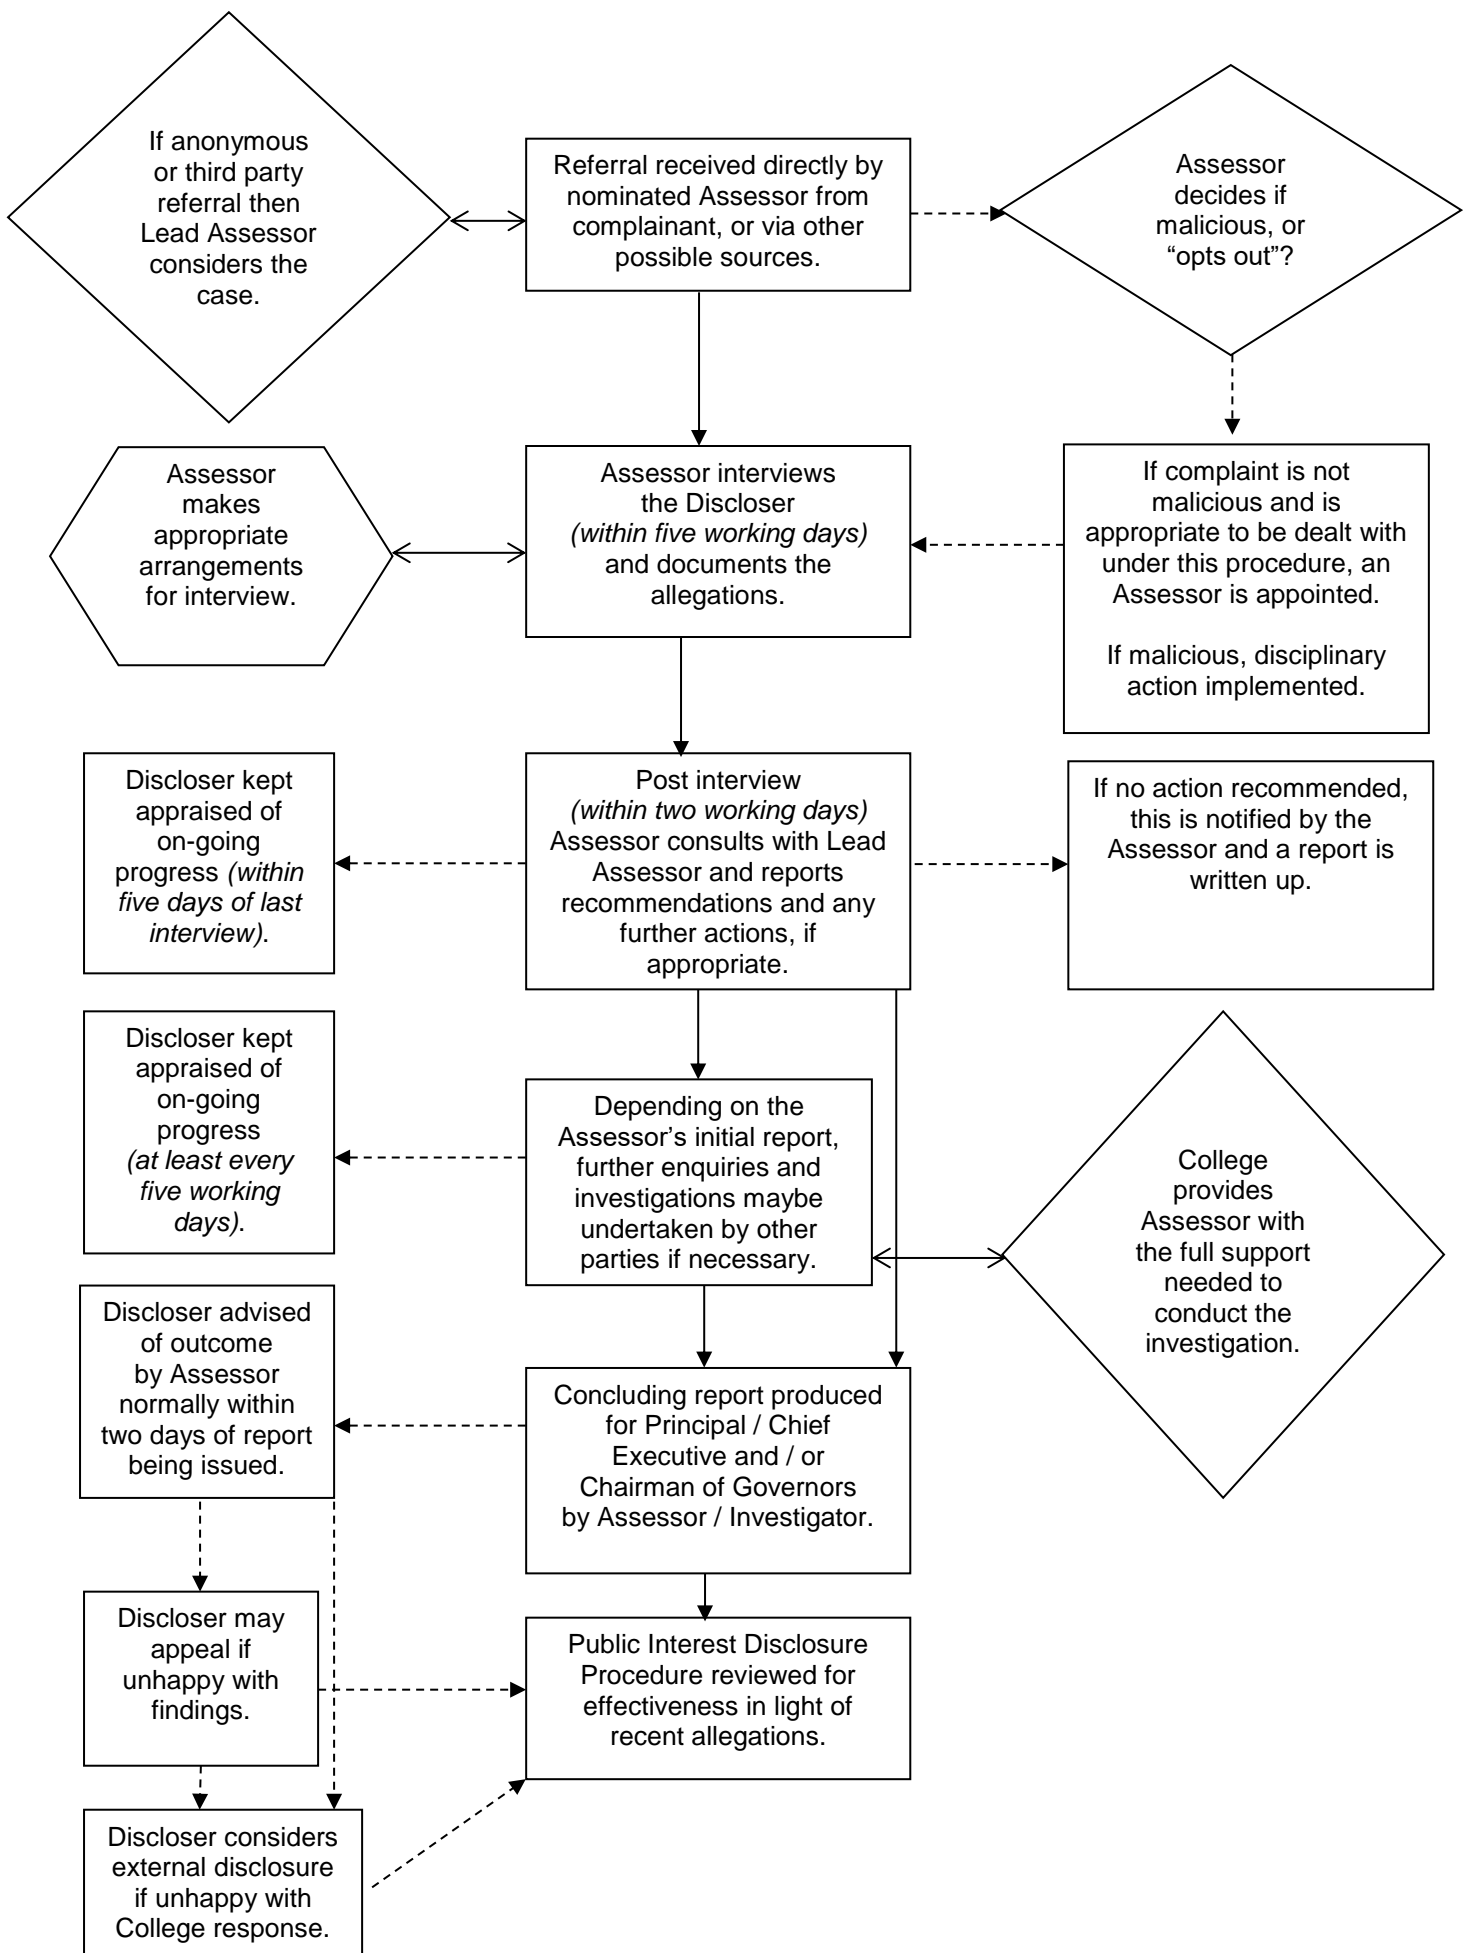 If anonymous
or third party
referral then
Lead Assessor
considers the
case.
Referral received directly by
nominated Assessor from
complainant, or via other
possible sources.
Assessor
decides if
malicious, or
“opts out”?
Assessor
makes
appropriate
arrangements
for interview.
Assessor interviews
the Discloser
(within five working days)
and documents the
allegations.
If complaint is not
malicious and is
appropriate to be dealt with
under this procedure, an
Assessor is appointed.
If malicious, disciplinary
action implemented.
Discloser kept
appraised of
on-going
progress (within
five days of last
interview).
Post interview
(within two working days)
Assessor consults with Lead
Assessor and reports
recommendations and any
further actions, if
appropriate.
If no action recommended,
this is notified by the
Assessor and a report is
written up.
Discloser kept
appraised of
on-going
progress
(at least every
five working
days).
Depending on the
Assessor’s initial report,
further enquiries and
investigations maybe
undertaken by other
parties if necessary.
College
provides
Assessor with
the full support
needed to
conduct the
investigation.
Discloser advised
of outcome
by Assessor
normally within
two days of report
being issued.
Concluding report produced
for Principal / Chief
Executive and / or
Chairman of Governors
by Assessor / Investigator.
Discloser may
appeal if
unhappy with
findings.
Public Interest Disclosure
Procedure reviewed for
effectiveness in light of
recent allegations.
Discloser considers
external disclosure
if unhappy with
College response.